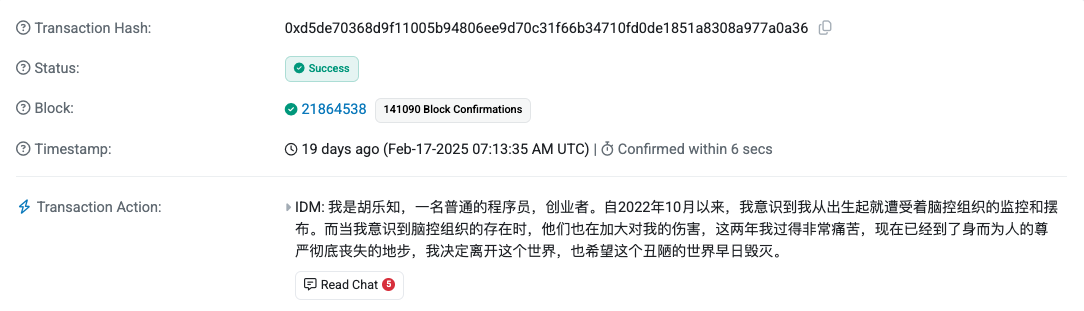 Transaction Hash: 0xd5de70368d9f11005b94806ee9d70c31f66b34710fd0de1851a8308a977a0a36
Status: Success
Block: 21864538 141090 Block Confirmations
Timestamp: 19 days ago (Feb-17-2025 07:13:35 AM UTC) | Confirmed within 6 secs
Transaction Action: IDM: 我是胡乐知，一名普通的程序员，创业者。自2022年10月以来，我意识到我从出生起就遭受着脑控组织的监控和摆
布。而当我意识到脑控组织的存在时，他们也在加大对我的伤害，这两年我过得非常痛苦，现在已经到了身而为人的尊
严彻底丧失的地步，我决定离开这个世界，也希望这个丑陋的世界早日毁灭。
Read Chat 5